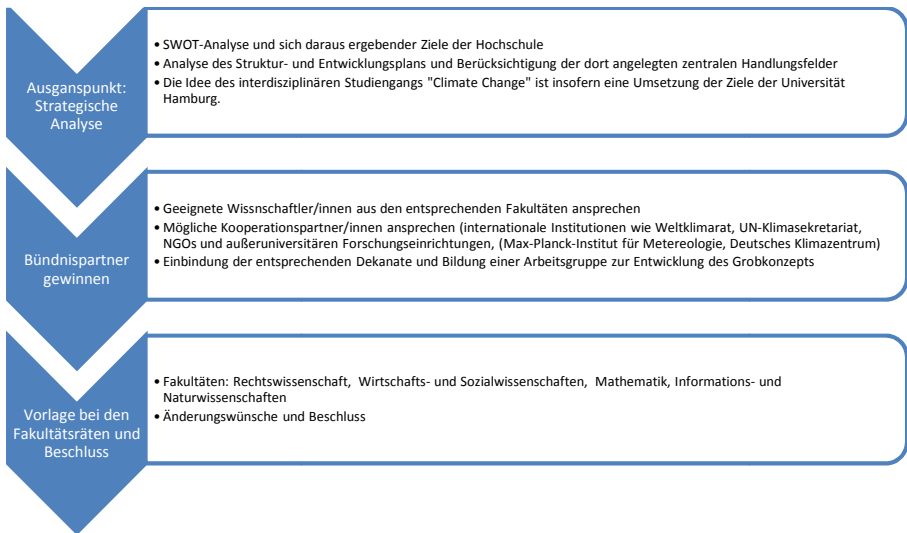 Ausganspunkt:
Strategische
Analyse
• SWOT-Analyse und sich daraus ergebender Ziele der Hochschule
• Analyse des Struktur- und Entwicklungsplans und Berücksichtigung der dort angelegten zentralen Handlungsfelder
• Die Idee des interdisziplinären Studiengangs "Climate Change" ist insofern eine Umsetzung der Ziele der Universität
Hamburg.
Bündnispartner
gewinnen
• Geeignete Wissnschaftler/innen aus den entsprechenden Fakultäten ansprechen
• Mögliche Kooperationspartner/innen ansprechen (internationale Institutionen wie Weltklimarat, UN-Klimasekretariat,
NGOs und außeruniversitären Forschungseinrichtungen, (Max-Planck-Institut für Metereologie, Deutsches Klimazentrum)
• Einbindung der entsprechenden Dekanate und Bildung einer Arbeitsgruppe zur Entwicklung des Grobkonzepts
Vorlage bei den
Fakultätsräten und
Beschluss
• Fakultäten: Rechtswissenschaft, Wirtschafts- und Sozialwissenschaften, Mathematik, Informations- und
Naturwissenschaften
• Änderungswünsche und Beschluss